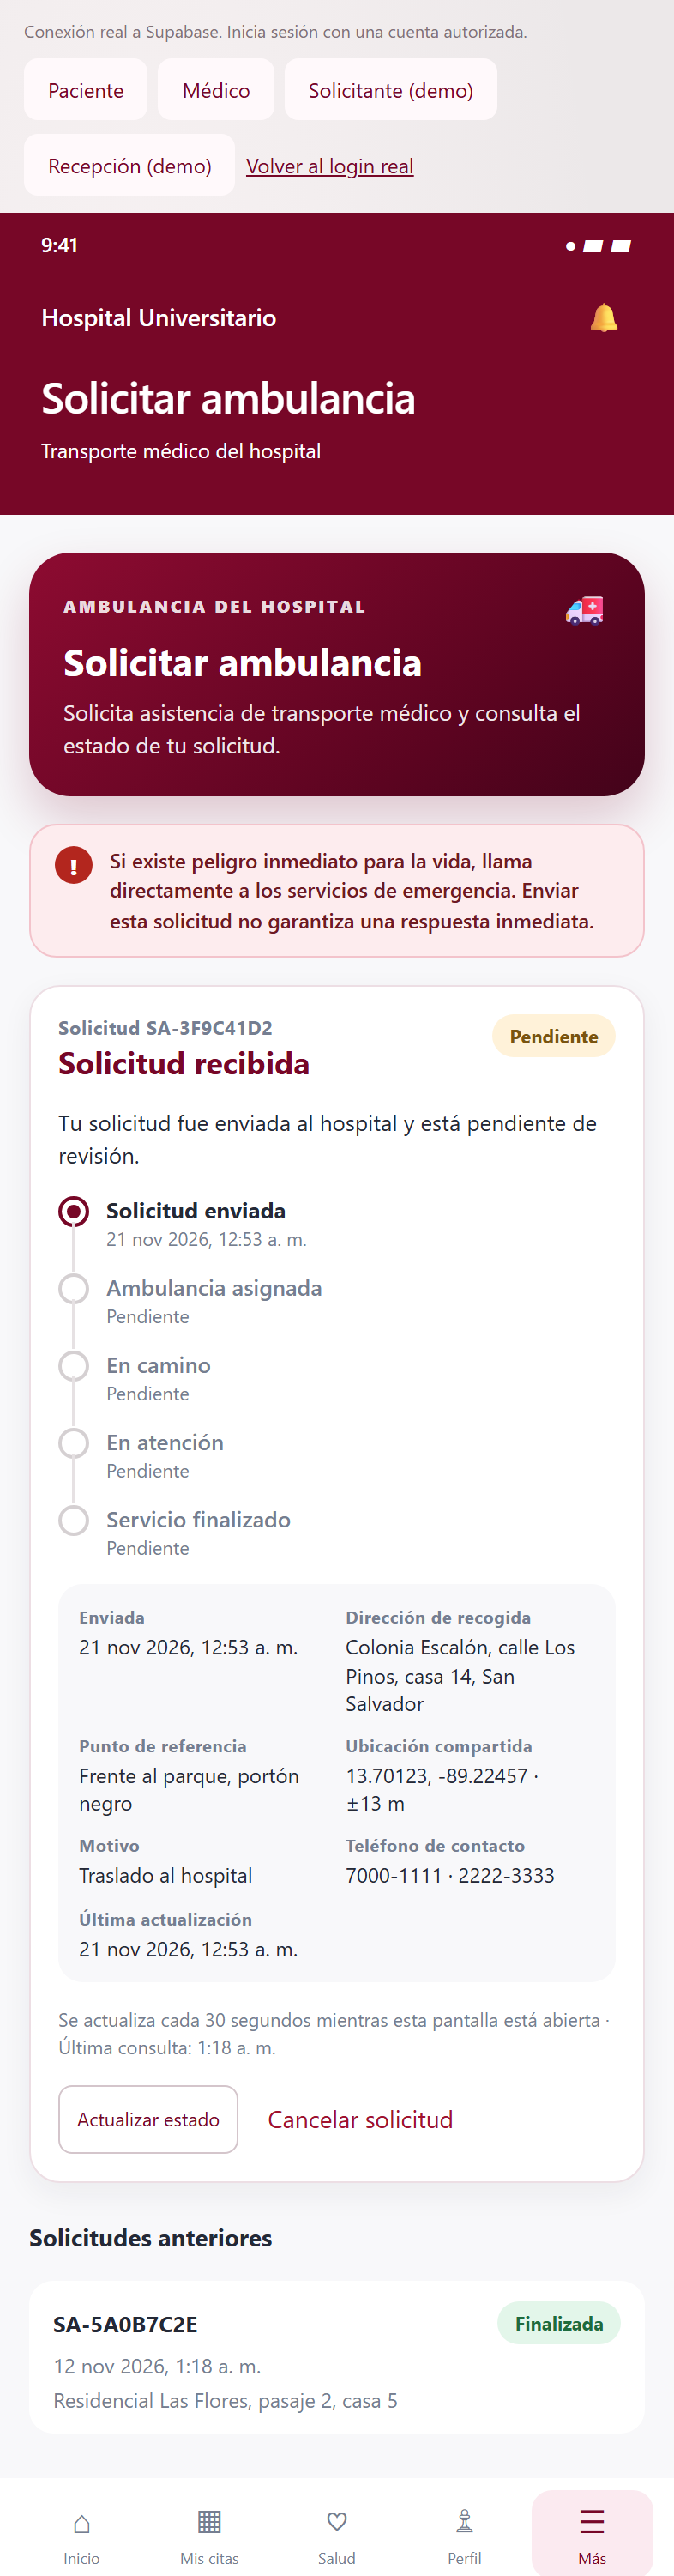 Conexión real a Supabase. Inicia sesión con una cuenta autorizada.
Paciente
Médico
Solicitante (demo)
Recepción (demo)
Volver al login real
9:41
Hospital Universitario
Solicitar ambulancia
Transporte médico del hospital
AMBULANCIA DEL HOSPITAL
Solicitar ambulancia
Solicita asistencia de transporte médico y consulta el
estado de tu solicitud.
Si existe peligro inmediato para la vida, llama
directamente a los servicios de emergencia. Enviar
esta solicitud no garantiza una respuesta inmediata.
Solicitud SA-3F9C41D2
Pendiente
Solicitud recibida
Tu solicitud fue enviada al hospital y está pendiente de
revisión.
Solicitud enviada
21 nov 2026, 12:53 a. m.
Ambulancia asignada
Pendiente
En camino
Pendiente
En atención
Pendiente
Servicio finalizado
Pendiente
Enviada
21 nov 2026, 12:53 a. m.
Dirección de recogida
Colonia Escalón, calle Los
Pinos, casa 14, San
Salvador
Punto de referencia
Frente al parque, portón
negro
Ubicación compartida
13.70123, -89.22457 ·
±13 m
Motivo
Traslado al hospital
Teléfono de contacto
7000-1111 · 2222-3333
Última actualización
21 nov 2026, 12:53 a. m.
Se actualiza cada 30 segundos mientras esta pantalla está abierta ·
Última consulta: 1:18 a. m.
Actualizar estado
Cancelar solicitud
Solicitudes anteriores
SA-5A0B7C2E
Finalizada
12 nov 2026, 1:18 a. m.
Residencial Las Flores, pasaje 2, casa 5
Inicio
Mis citas
Salud
Perfil
Más